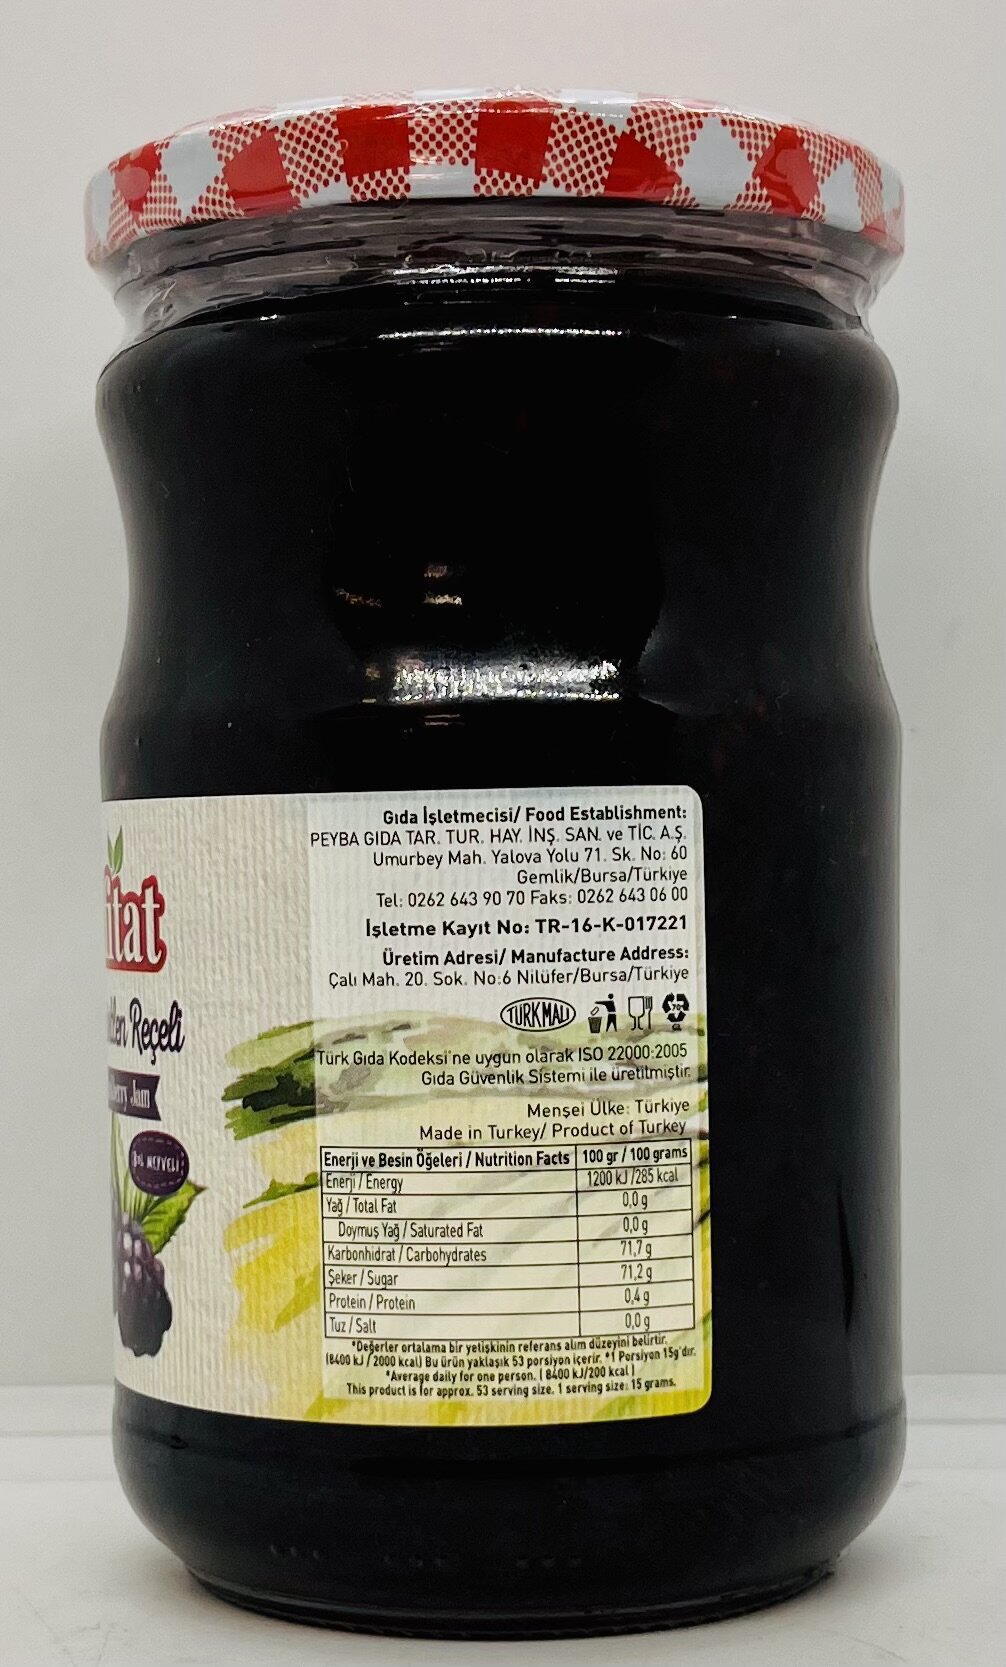 itat
Reçeli
Jam
BOL MEYVELİ
Gıda İşletmecisi/ Food Establishment:
PEYBA GIDA TAR. TUR. HAY. İNŞ. SAN. ve TİC. A.Ş.
Umurbey Mah. Yalova Yolu 71. Sk. No: 60
Gemlik/Bursa/Türkiye
Tel: 0262 643 90 70 Faks: 0262 643 06 00
İşletme Kayıt No: TR-16-K-017221
Üretim Adresi/ Manufacture Address:
Çalı Mah. 20. Sok. No:6 Nilüfer/Bursa/Türkiye
TÜRK MALI
70
GL
Türk Gıda Kodeksi'ne uygun olarak ISO 22000:2005
Gıda Güvenlik Sistemi ile üretilmiştir.
Menşei Ülke: Türkiye
Made in Turkey/ Product of Turkey
Enerji ve Besin Öğeleri / Nutrition Facts 100 gr / 100 grams
Enerji / Energy 1200 kJ /285 kcal
Yağ / Total Fat 0,0 g
Doymuş Yağ / Saturated Fat 0,0 g
Karbonhidrat / Carbohydrates 71,7 g
Şeker / Sugar 71,2 g
Protein / Protein 0,4 g
Tuz / Salt 0,0 g
*Değerler ortalama bir yetişkinin referans alım düzeyini belirtir.
(8400 kJ / 2000 kcal) Bu ürün yaklaşık 53 porsiyon içerir. *1 Porsiyon 15g'dır.
*Average daily for one person. ( 8400 kJ/200 kcal )
This product is for approx. 53 serving size. 1 serving size: 15 grams.